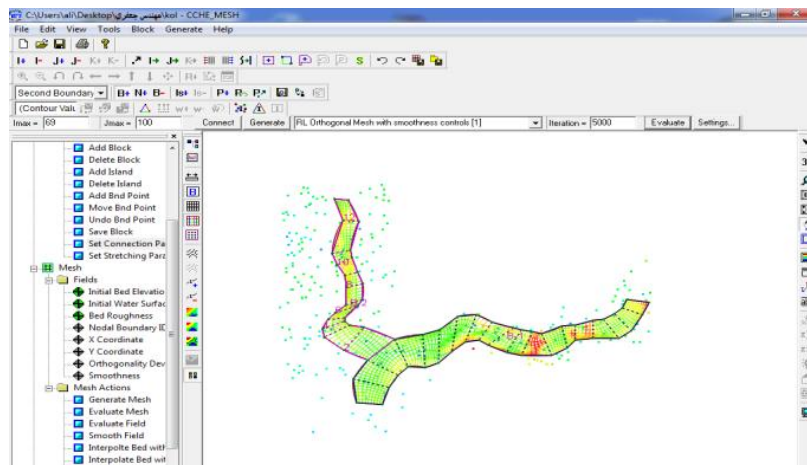 C:\Users\ali\Desktop\مهندس جعفري\kol - CCHE_MESH
File Edit View Tools Block Generate Help
I+ I- J+ J- K+ K- I+ J+ K+ S
Second Boundary B+ N+ B- Is+ Is- P+
(Contour Valu
Imax = 69 Jmax = 100 Connect Generate RL Orthogonal Mesh with smoothness controls [1] Iteration = 5000 Evaluate Settings...
Add Block
Delete Block
Add Island
Delete Island
Add Bnd Point
Move Bnd Point
Undo Bnd Point
Save Block
Set Connection Pa
Set Stretching Para
Mesh
Fields
Initial Bed Elevatio
Initial Water Surfac
Bed Roughness
Nodal Boundary ID
X Coordinate
Y Coordinate
Orthogonality Dev
Smoothness
Mesh Actions
Generate Mesh
Evaluate Mesh
Evaluate Field
Smooth Field
Interpolte Bed with
Interpolate Bed wit